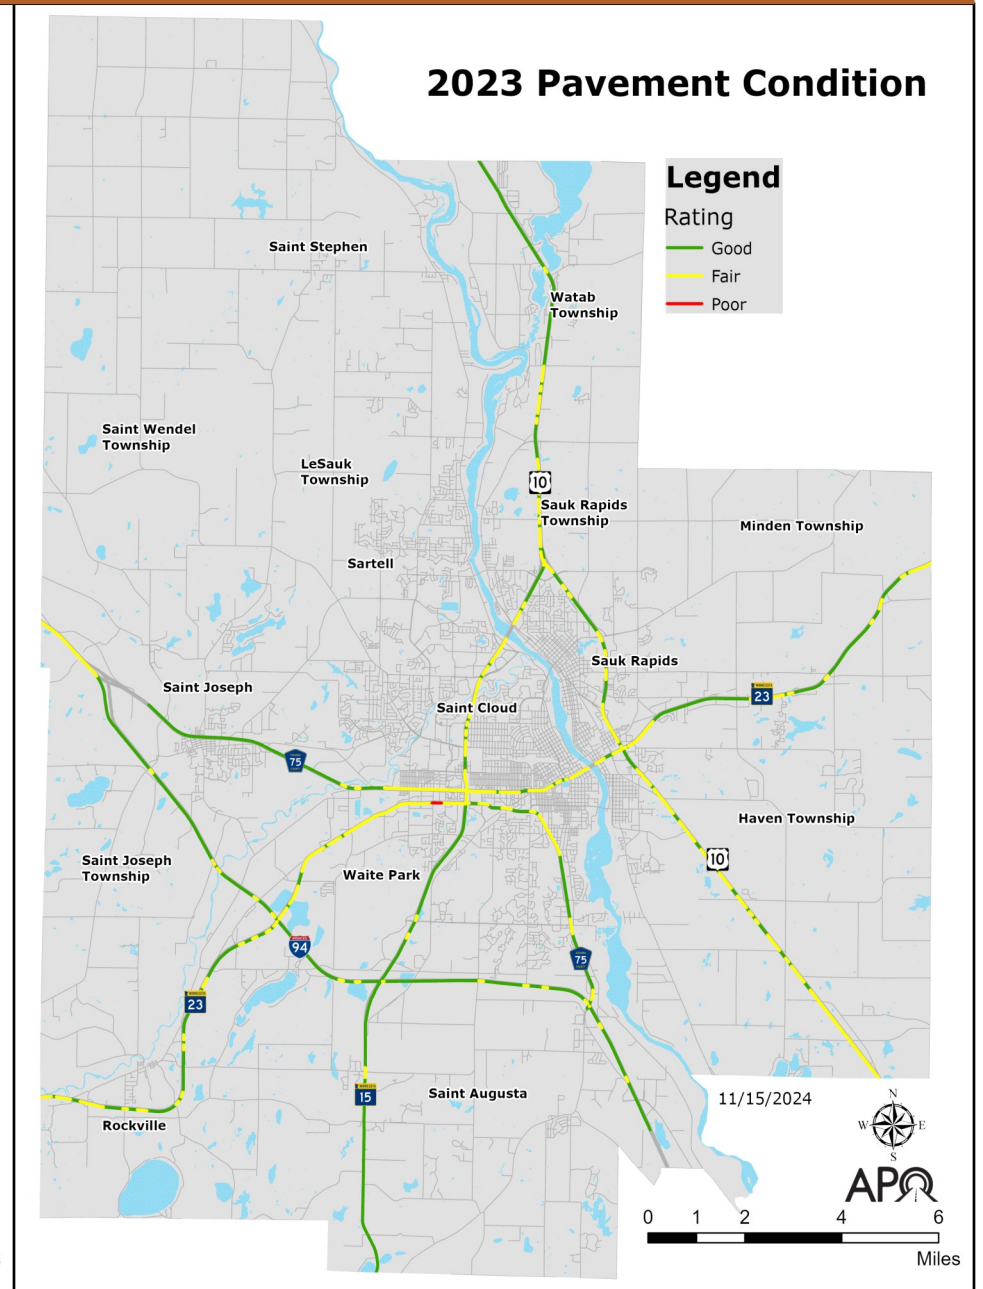 2023 Pavement Condition
Legend
Rating
Good
Fair
Poor
Saint Stephen
Watab
Township
Saint Wendel
Township
LeSauk
Township
10
Sauk Rapids
Township
Minden Township
Sartell
Sauk Rapids
Saint Joseph
23
Saint Cloud
75
Haven Township
10
Saint Joseph
Township
Waite Park
94
75
23
15
Saint Augusta
11/15/2024
N
W
E
S
Rockville
APO
0 1 2 4 6
Miles